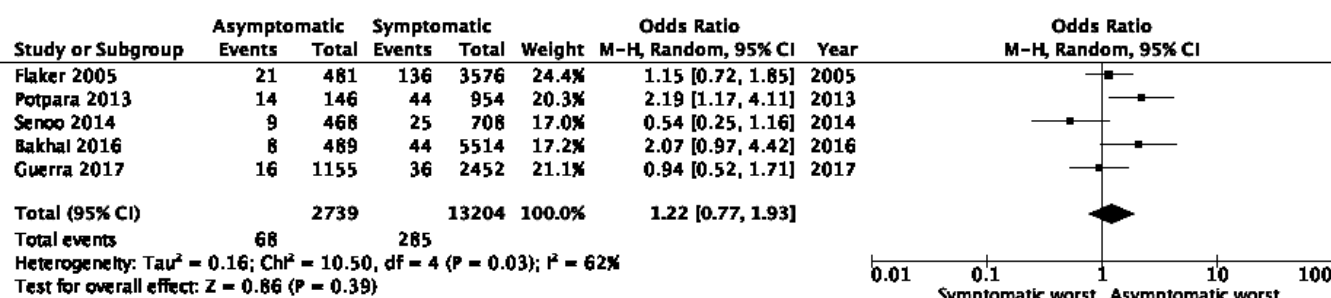 Asymptomatic Symptomatic Odds Ratio Odds Ratio
Study or Subgroup Events Total Events Total Weight M-H, Random, 95% CI Year M-H, Random, 95% CI
Flaker 2005 21 481 136 3576 24.4% 1.15 [0.72, 1.85] 2005
Potpara 2013 14 146 44 954 20.3% 2.19 [1.17, 4.11] 2013
Senoo 2014 9 468 25 708 17.0% 0.54 [0.25, 1.16] 2014
Bakhai 2016 8 489 44 5514 17.2% 2.07 [0.97, 4.42] 2016
Guerra 2017 16 1155 36 2452 21.1% 0.94 [0.52, 1.71] 2017
Total (95% CI) 2739 13204 100.0% 1.22 [0.77, 1.93]
Total events 68 285
Heterogeneity: Tau² = 0.16; Chi² = 10.50, df = 4 (P = 0.03); I² = 62%
Test for overall effect: Z = 0.86 (P = 0.39)
0.01 0.1 1 10 100
Symptomatic worst Asymptomatic worst